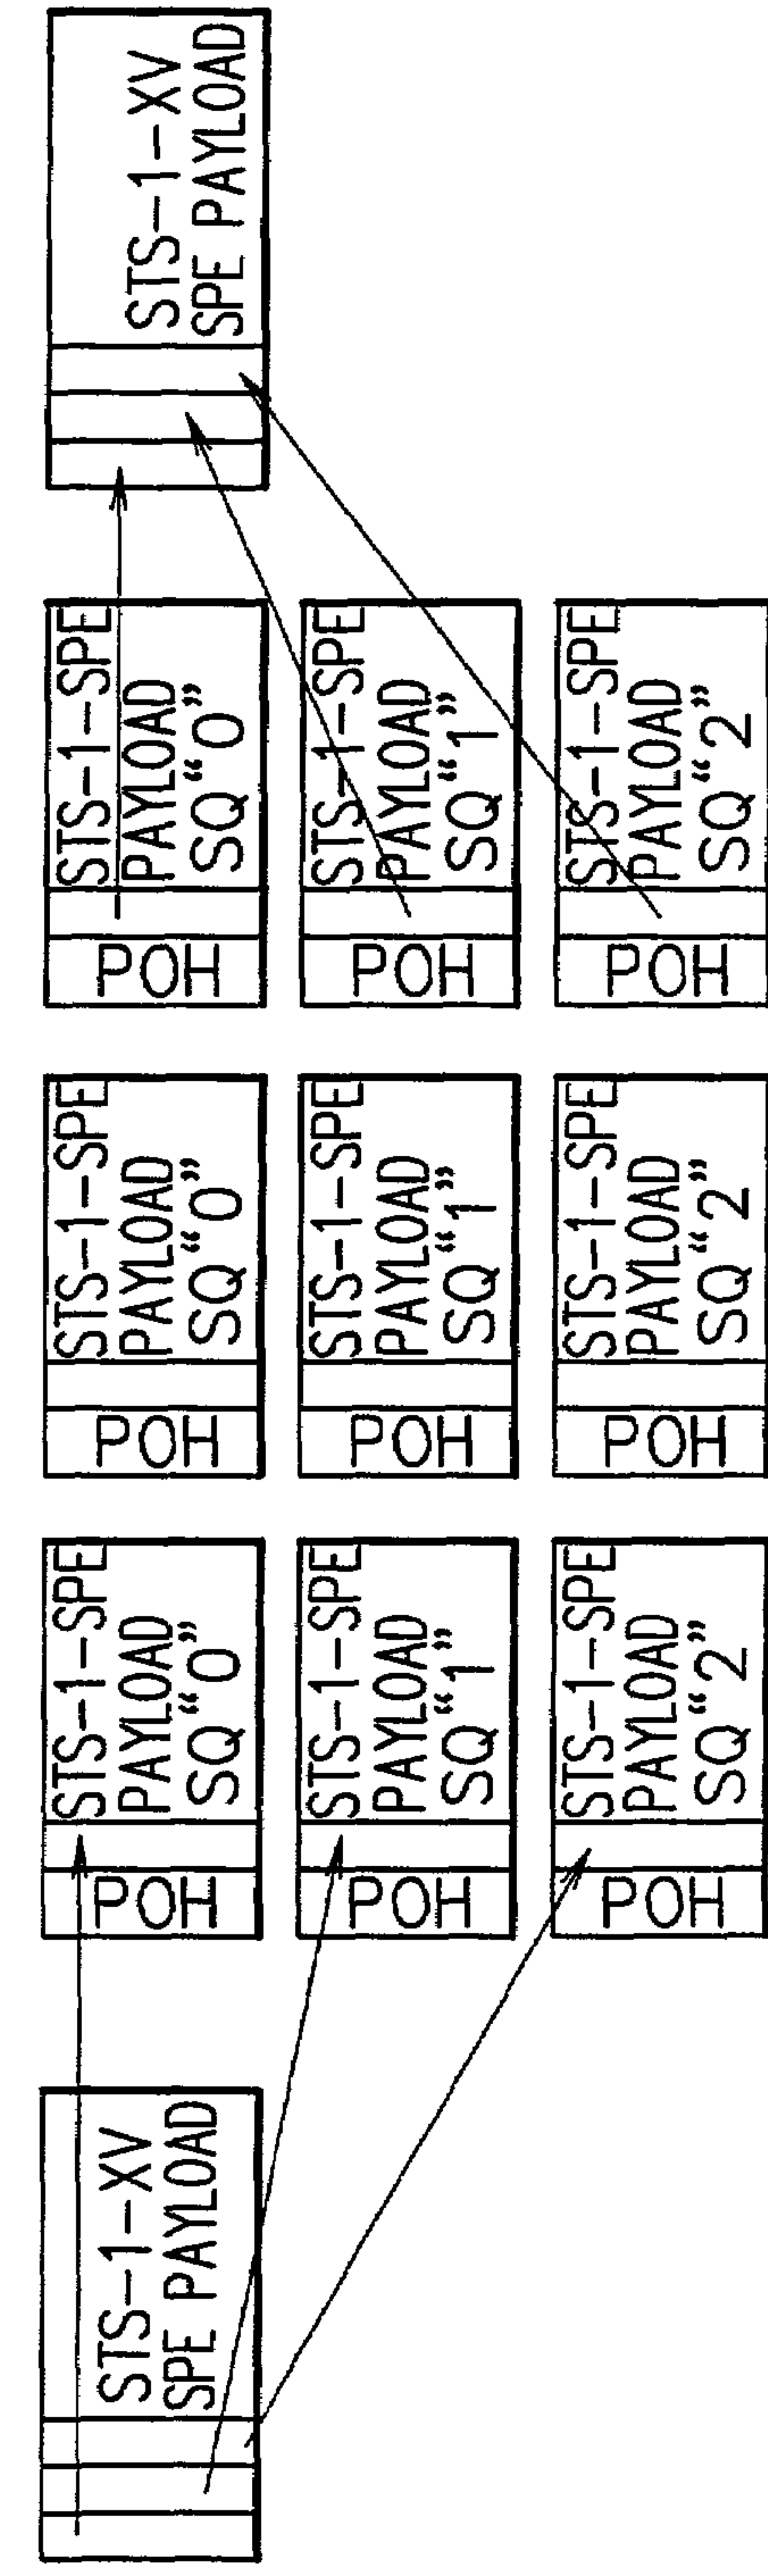 STS-1-XV
SPE PAYLOAD
POH
STS-1-SPE
PAYLOAD
SQ“0”
POH
STS-1-SPE
PAYLOAD
SQ“0”
POH
STS-1-SPE
PAYLOAD
SQ“0”
STS-1-XV
SPE PAYLOAD
POH
STS-1-SPE
PAYLOAD
SQ“1”
POH
STS-1-SPE
PAYLOAD
SQ“1”
POH
STS-1-SPE
PAYLOAD
SQ“1”
POH
STS-1-SPE
PAYLOAD
SQ“2”
POH
STS-1-SPE
PAYLOAD
SQ“2”
POH
STS-1-SPE
PAYLOAD
SQ“2”